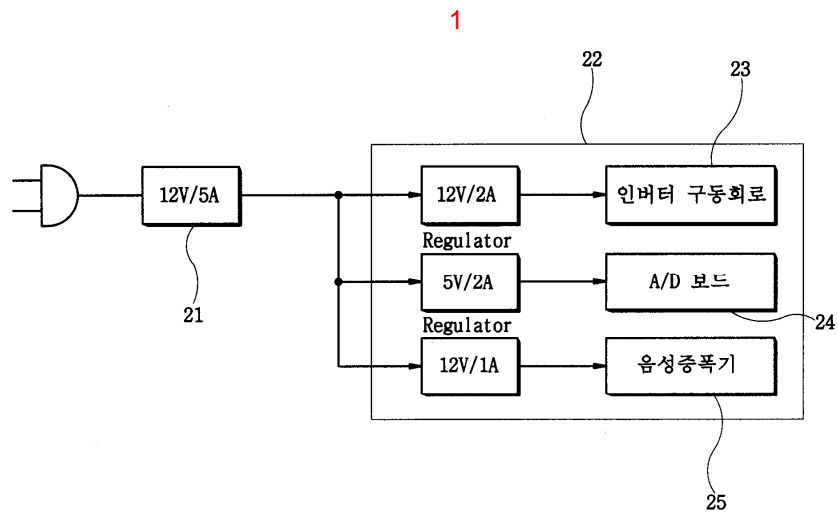 1
22
23
12V/5A
12V/2A
인버터 구동회로
Regulator
5V/2A
A/D 보드
21
24
Regulator
12V/1A
음성증폭기
25